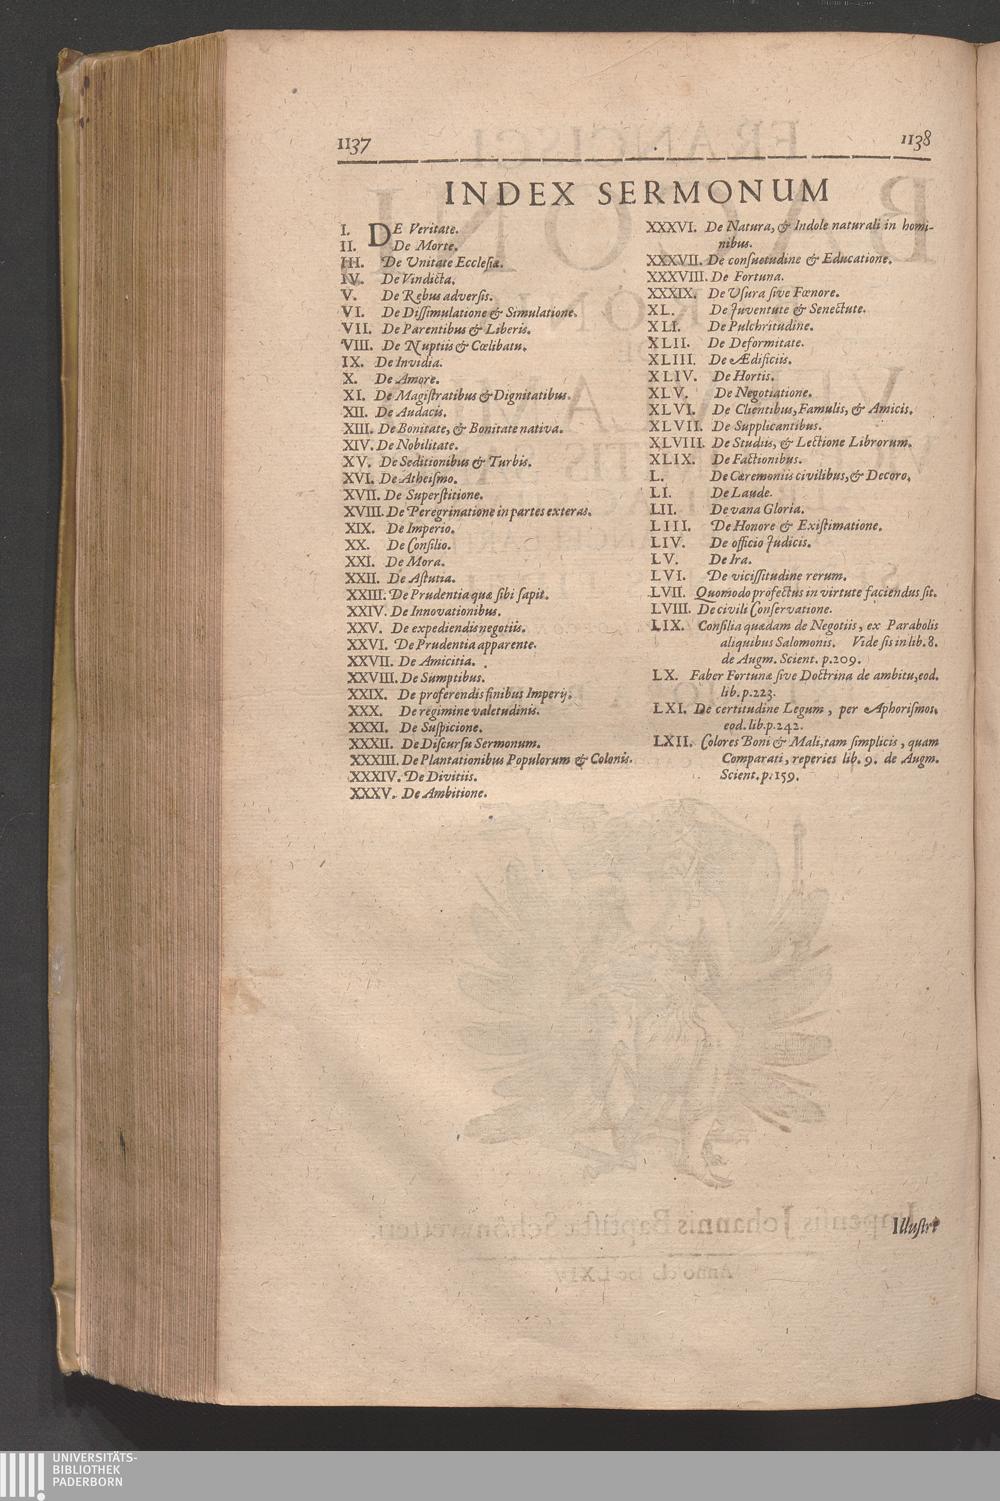 1137
1138
INDEX SERMONUM
I. DE Veritate.
II. De Morte.
III. De Unitate Ecclesiæ.
IV. De Vindicta.
V. De Rebus adversis.
VI. De Dissimulatione & Simulatione.
VII. De Parentibus & Liberis.
VIII. De Nuptiis & Cœlibatu.
IX. De Invidia.
X. De Amore.
XI. De Magistratibus & Dignitatibus.
XII. De Audacis.
XIII. De Bonitate, & Bonitate nativa.
XIV. De Nobilitate.
XV. De Seditionibus & Turbis.
XVI. De Atheismo.
XVII. De Superstitione.
XVIII. De Peregrinatione in partes exteras.
XIX. De Imperio.
XX. De Consilio.
XXI. De Mora.
XXII. De Astutia.
XXIII. De Prudentia quæ sibi sapit.
XXIV. De Innovationibus.
XXV. De expediendis negotiis.
XXVI. De Prudentia apparente.
XXVII. De Amicitia.
XXVIII. De Sumptibus.
XXIX. De proferendis finibus Imperij.
XXX. De regimine valetudinis.
XXXI. De Suspicione.
XXXII. De Discursu Sermonum.
XXXIII. De Plantationibus Populorum & Colonis.
XXXIV. De Divitiis.
XXXV. De Ambitione.
XXXVI. De Natura, & Indole naturali in homi-
nibus.
XXXVII. De consuetudine & Educatione.
XXXVIII. De Fortuna.
XXXIX. De Usura sive Fœnore.
XL. De Juventute & Senectute.
XLI. De Pulchritudine.
XLII. De Deformitate.
XLIII. De Ædificiis.
XLIV. De Hortis.
XLV. De Negotiatione.
XLVI. De Clientibus, Famulis, & Amicis.
XLVII. De Supplicantibus.
XLVIII. De Studiis, & Lectione Librorum.
XLIX. De Factionibus.
L. De Cæremoniis civilibus, & Decoro.
LI. De Laude.
LII. De vana Gloria.
LIII. De Honore & Existimatione.
LIV. De officio Judicis.
LV. De Ira.
LVI. De vicissitudine rerum.
LVII. Quomodo profectus in virtute faciendus sit.
LVIII. De civili Conservatione.
LIX. Consilia quædam de Negotiis, ex Parabolis
aliquibus Salomonis. Vide sis in lib. 8.
de Augm. Scient. p. 209.
LX. Faber Fortunæ sive Doctrina de ambitu, eod.
lib. p. 223.
LXI. De certitudine Legum, per Aphorismos,
eod. lib. p. 242.
LXII. Colores Boni & Mali, tam simplicis, quam
Comparati, reperies lib. 9. de Augm.
Scient. p. 159.
Illustri
UNIVERSITÄTS-
BIBLIOTHEK
PADERBORN